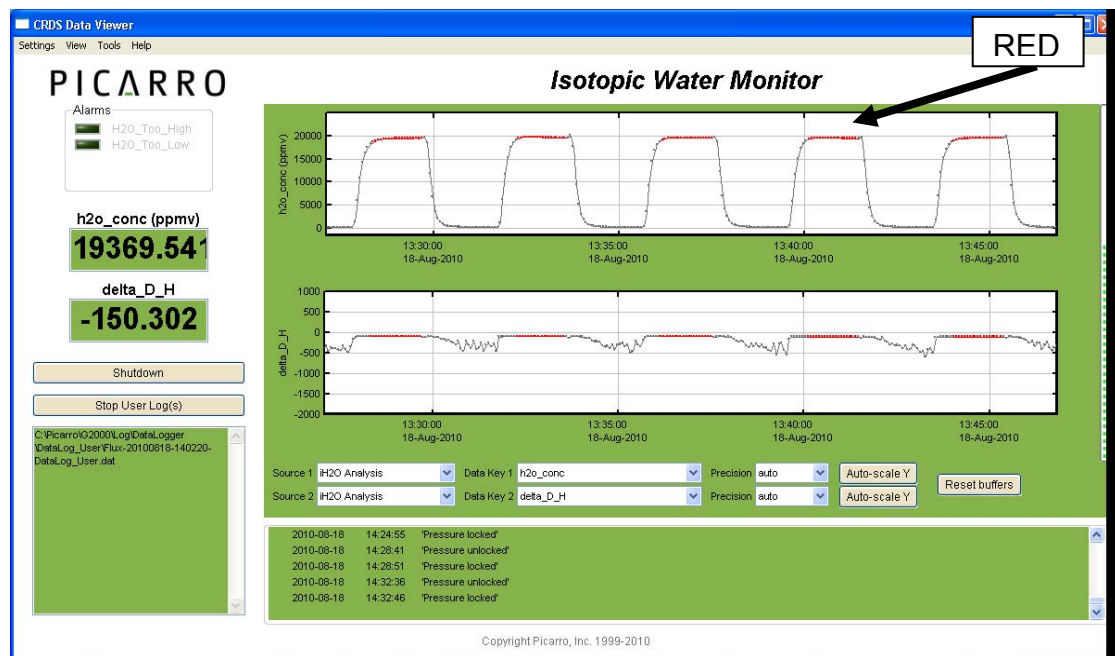 CRDS Data Viewer
RED
Settings View Tools Help
PICARRO
Isotopic Water Monitor
Alarms
H2O_Too_High
H2O_Too_Low
h2o_conc (ppmv)
19369.541
delta_D_H
-150.302
Shutdown
Stop User Log(s)
C:\Picarro\G2000\Log\DataLogger
\DataLog_User\Flux-20100818-140220-
DataLog_User.dat
h2o_conc (ppmv)
20000
15000
10000
5000
0
13:30:00 13:35:00 13:40:00 13:45:00
18-Aug-2010 18-Aug-2010 18-Aug-2010 18-Aug-2010
delta_D_H
1000
500
0
-500
-1000
-1500
-2000
13:30:00 13:35:00 13:40:00 13:45:00
18-Aug-2010 18-Aug-2010 18-Aug-2010 18-Aug-2010
Source 1 iH2O Analysis Data Key 1 h2o_conc Precision auto Auto-scale Y
Source 2 iH2O Analysis Data Key 2 delta_D_H Precision auto Auto-scale Y
Reset buffers
2010-08-18 14:24:55 'Pressure locked'
2010-08-18 14:28:41 'Pressure unlocked'
2010-08-18 14:28:51 'Pressure locked'
2010-08-18 14:32:36 'Pressure unlocked'
2010-08-18 14:32:46 'Pressure locked'
Copyright Picarro, Inc. 1999-2010